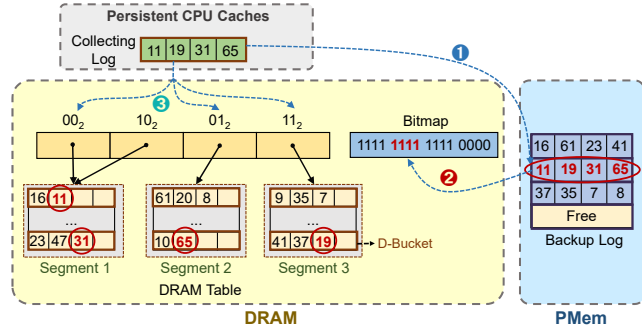 Persistent CPU Caches
Collecting Log
11 19 31 65
1
3
00₂ 10₂ 01₂ 11₂
Bitmap
1111 1111 1111 0000
2
16 61 23 41
11 19 31 65
37 35 7 8
Free
Backup Log
16 11
...
23 47 31
Segment 1
61 20 8
...
10 65
Segment 2
9 35 7
...
41 37 19
Segment 3
D-Bucket
DRAM Table
DRAM
PMem